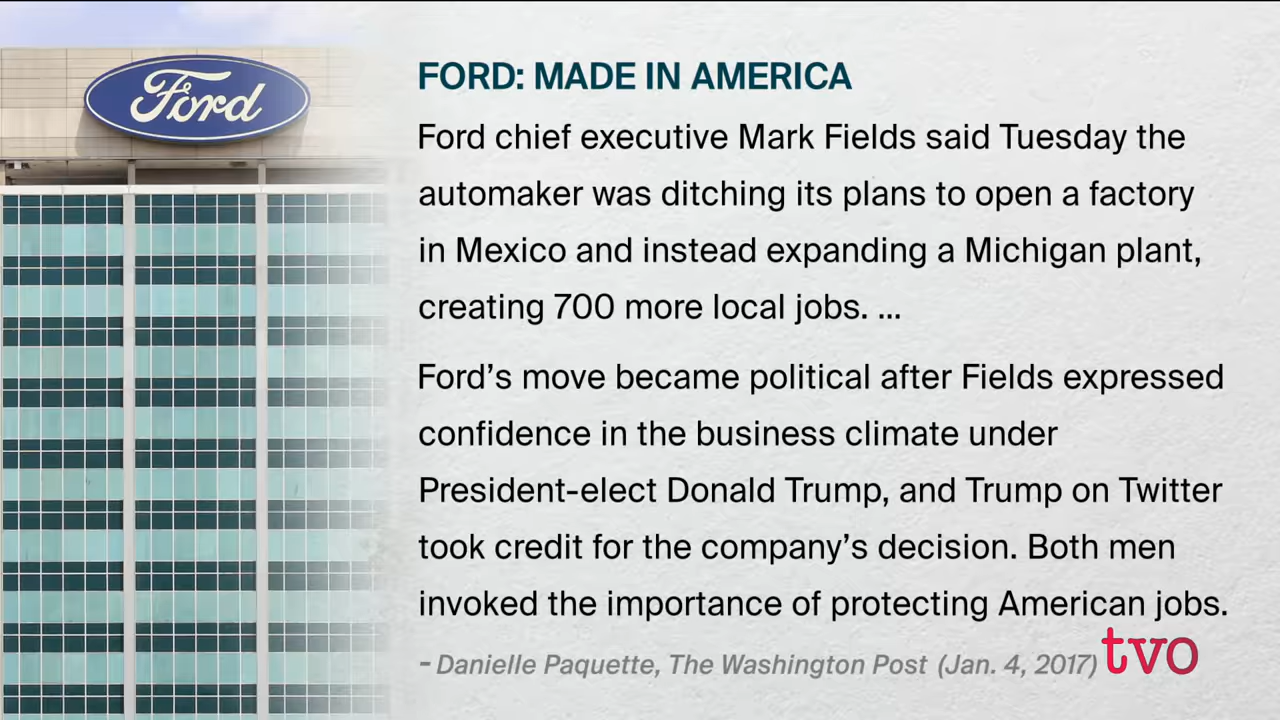 Ford
FORD: MADE IN AMERICA
Ford chief executive Mark Fields said Tuesday the
automaker was ditching its plans to open a factory
in Mexico and instead expanding a Michigan plant,
creating 700 more local jobs. ...
Ford’s move became political after Fields expressed
confidence in the business climate under
President-elect Donald Trump, and Trump on Twitter
took credit for the company’s decision. Both men
invoked the importance of protecting American jobs.
- Danielle Paquette, The Washington Post (Jan. 4, 2017)
tvo